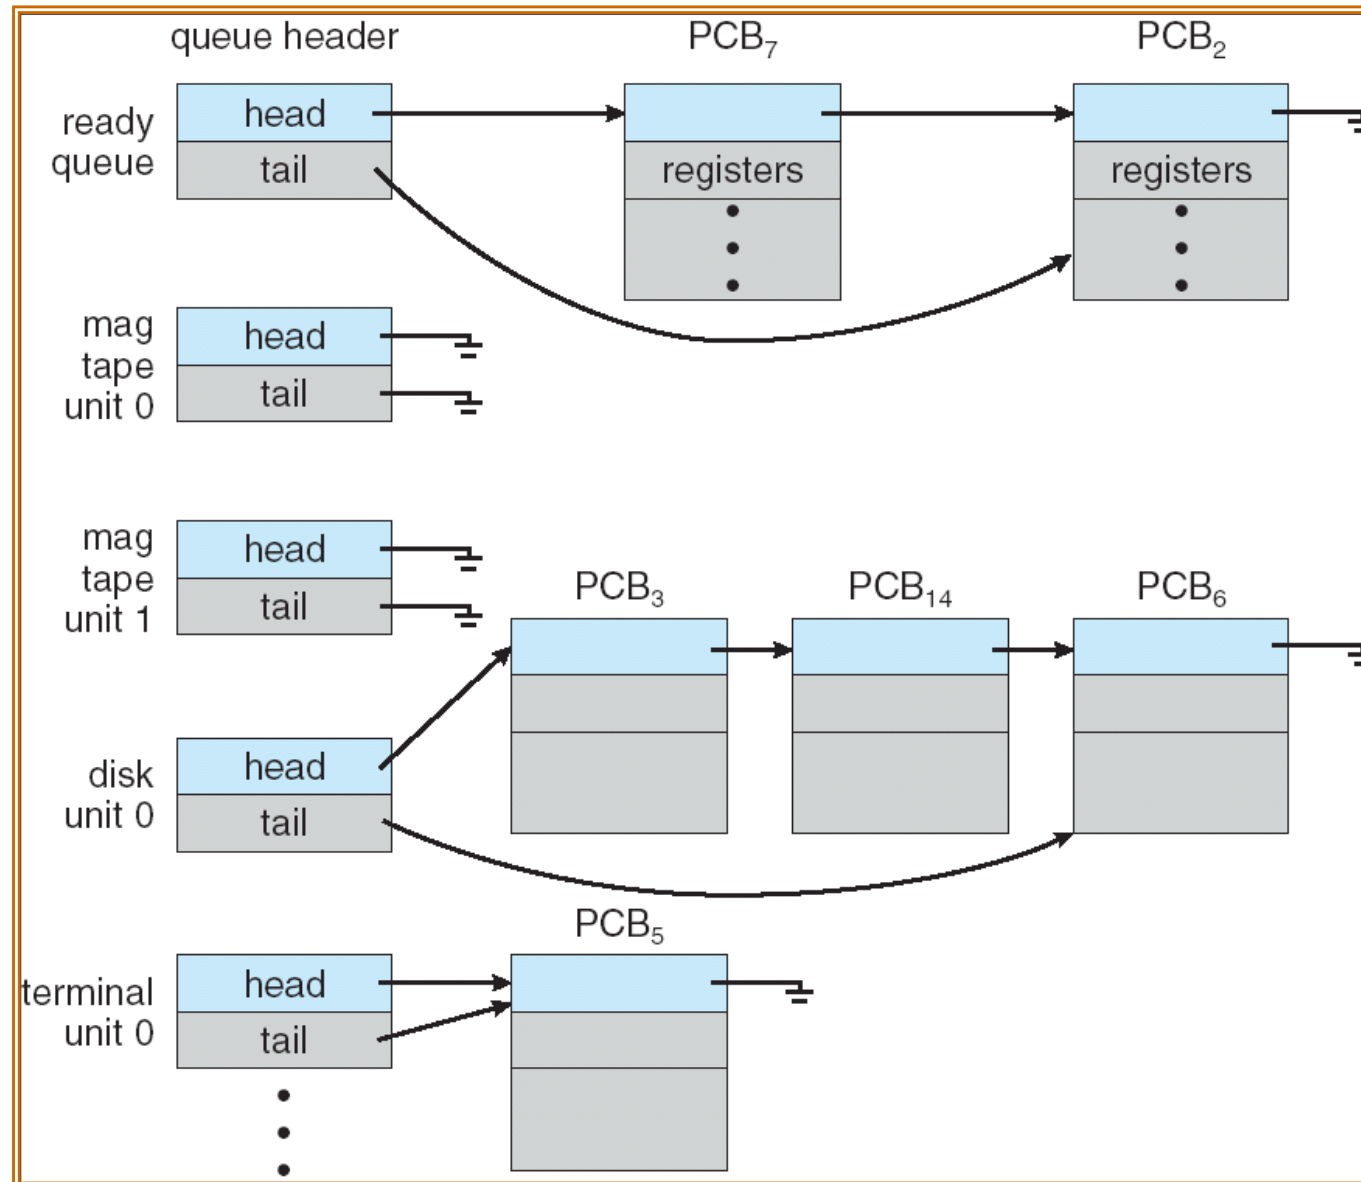 queue header
PCB₇
PCB₂
ready
queue
head
tail
registers
registers
mag
tape
unit 0
head
tail
mag
tape
unit 1
head
tail
PCB₃
PCB₁₄
PCB₆
disk
unit 0
head
tail
PCB₅
terminal
unit 0
head
tail